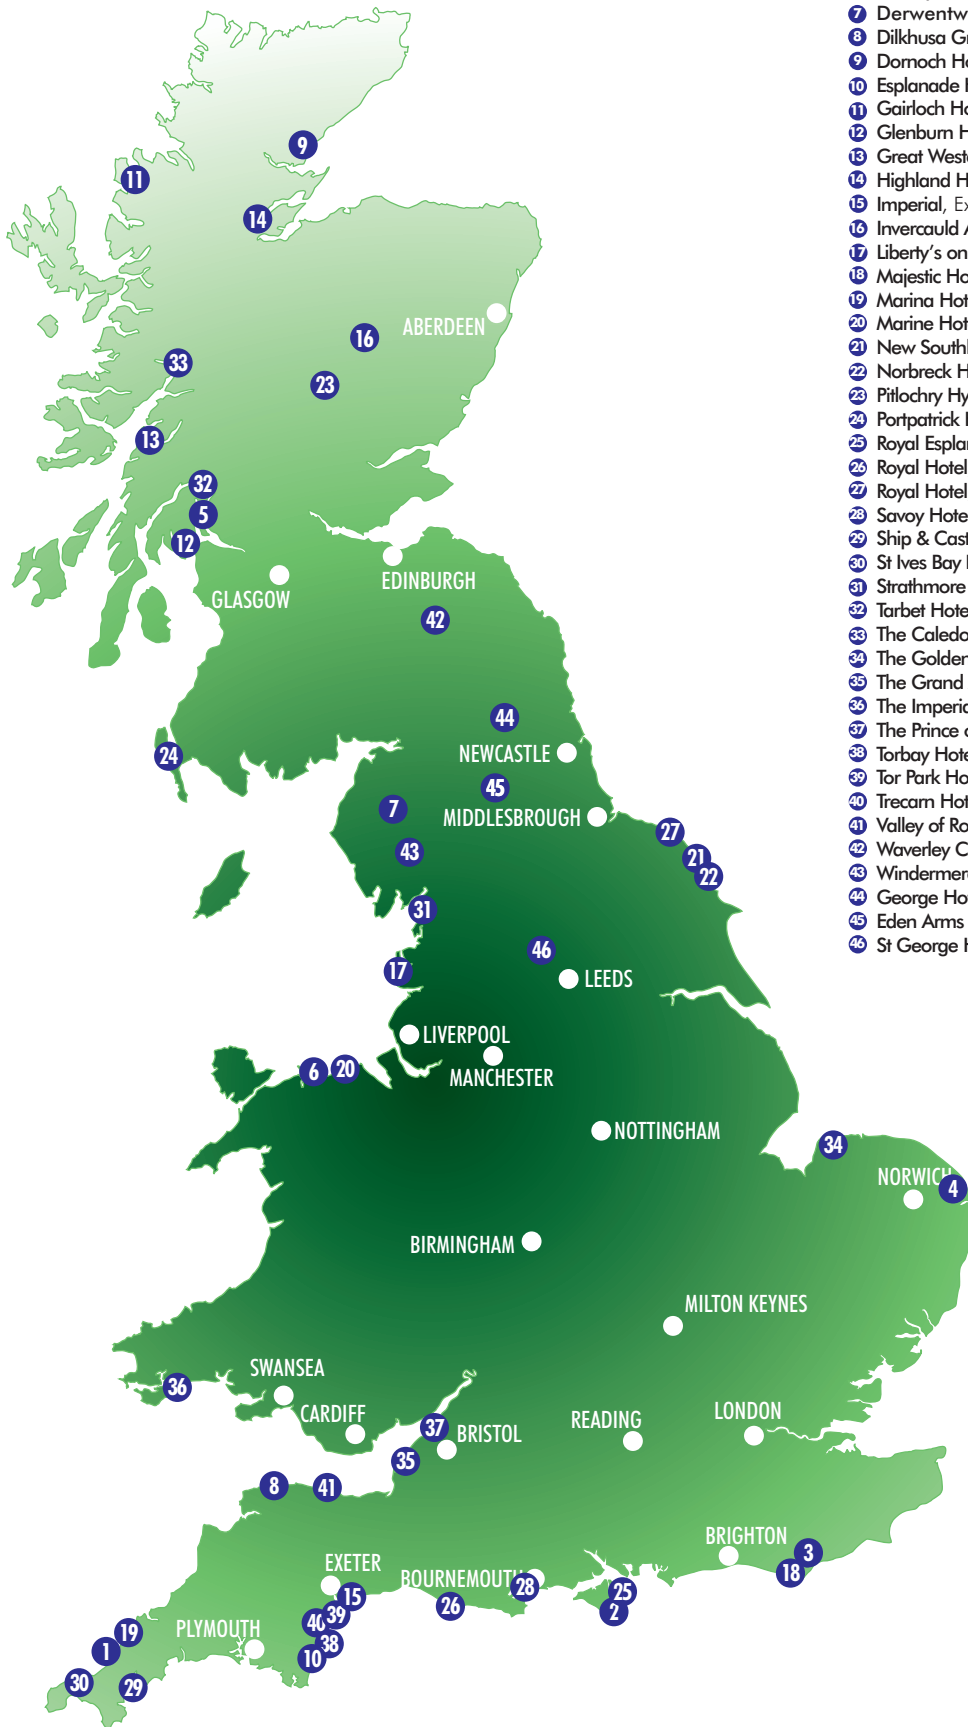 7 Derwentw
8 Dilkhusa Gr
9 Dornoch Ho
10 Esplanade H
11 Gairloch Ho
12 Glenburn H
13 Great Weste
14 Highland H
15 Imperial, Ex
16 Invercauld A
17 Liberty's on
18 Majestic Ho
19 Marina Hot
20 Marine Hot
21 New Southl
22 Norbreck H
23 Pitlochry Hy
24 Portpatrick
25 Royal Esplan
26 Royal Hotel
27 Royal Hotel
28 Savoy Hote
29 Ship & Cast
30 St Ives Bay
31 Strathmore
32 Tarbet Hote
33 The Caledo
34 The Golden
35 The Grand
36 The Imperia
37 The Prince o
38 Torbay Hote
39 Tor Park Ho
40 Trecarn Hot
41 Valley of Ro
42 Waverley C
43 Windermere
44 George Ho
45 Eden Arms
46 St George H
9
11
14
ABERDEEN
16
33
23
13
32
5
12
EDINBURGH
GLASGOW
42
44
24
NEWCASTLE
45
7
MIDDLESBROUGH
27
43
21
22
31
46
17
LEEDS
LIVERPOOL
6
20
MANCHESTER
NOTTINGHAM
34
NORWICH
4
BIRMINGHAM
MILTON KEYNES
SWANSEA
36
CARDIFF
37
BRISTOL
READING
LONDON
35
8
41
BRIGHTON
3
EXETER
18
BOURNEMOUTH
28
25
15
26
2
40
39
19
PLYMOUTH
38
1
10
30
29